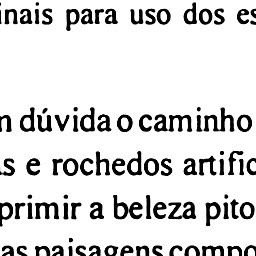 inais para uso dos es
m dúvida o caminho
as e rochedos artific
primir a beleza pito
as paisagens compo